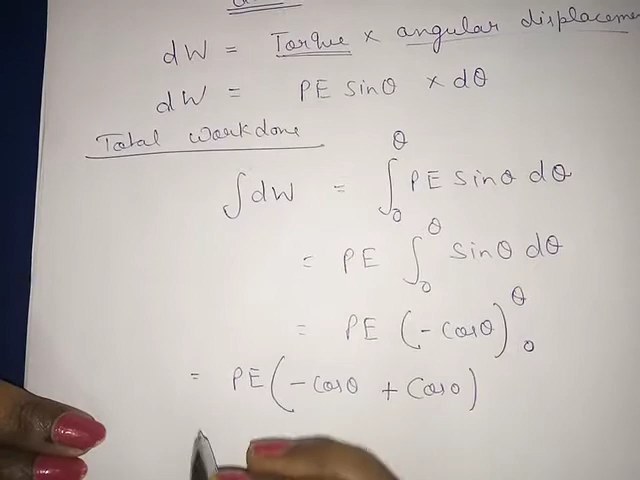 dW = Torque × angular displaceme
dW = PE sinθ × dθ
Total workdone
∫dW = ∫₀^θ PE sinθ dθ
= PE ∫₀^θ sinθ dθ
= PE (-cosθ)₀^θ
= PE (-cosθ + cos0)